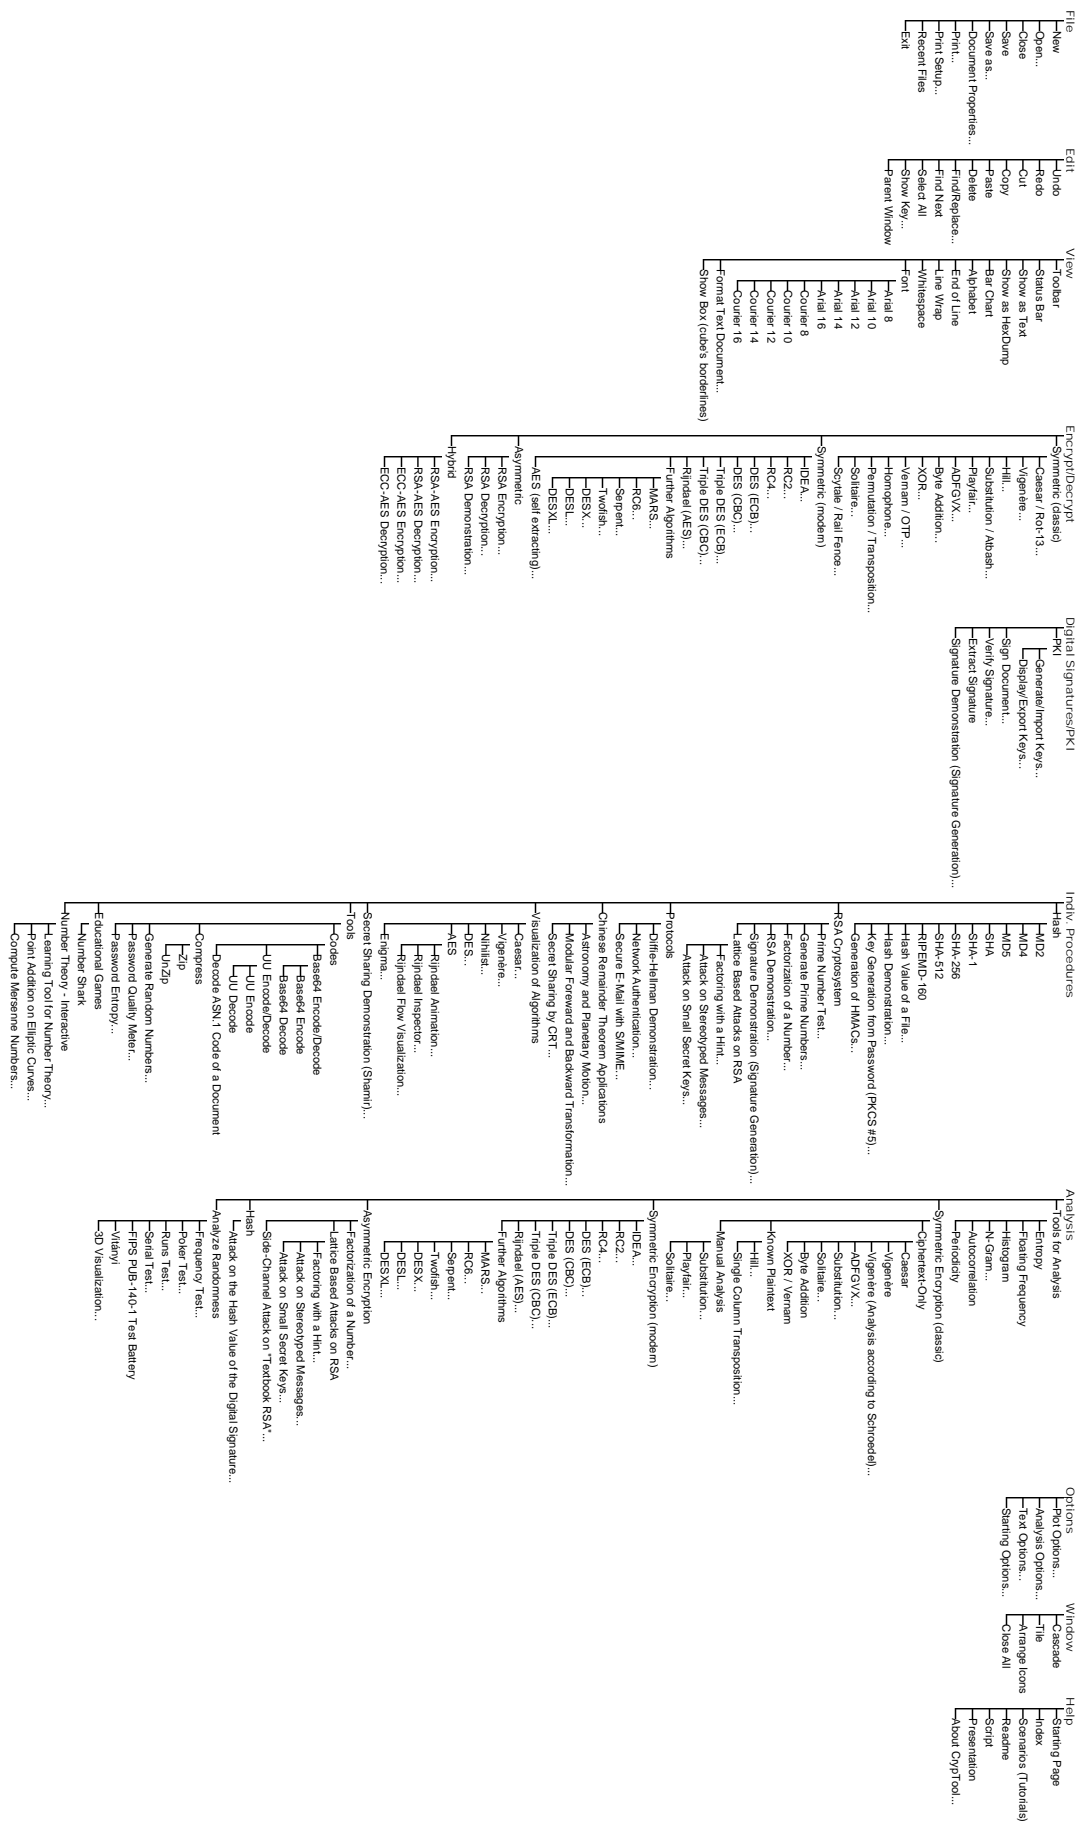 File
New
Open...
Close
Save
Save as...
Document Properties...
Print...
Print Setup...
Recent Files
Exit
Edit
Undo
Redo
Cut
Copy
Paste
Delete
Find/Replace...
Find Next
Select All
Show Key...
Parent Window
View
Toolbar
Status Bar
Show as Text
Show as HexDump
Bar Chart
Alphabet
End of Line
Line Wrap
Whitespace
Font
Arial 8
Arial 10
Arial 12
Arial 14
Arial 16
Courier 8
Courier 10
Courier 12
Courier 14
Courier 16
Format Text Document...
Show Box (cube's borderlines)
Encrypt/Decrypt
Symmetric (classic)
Caesar / Rot-13...
Vigenère...
Hill...
Substitution / Atbash...
Playfair...
ADFGVX...
Byte Addition...
XOR...
Vernam / OTP...
Homophone...
Permutation / Transposition...
Solitaire...
Scytale / Rail Fence...
Symmetric (modern)
IDEA...
RC2...
RC4...
DES (ECB)...
DES (CBC)...
Triple DES (ECB)...
Triple DES (CBC)...
Rijndael (AES)...
Further Algorithms
MARS...
RC6...
Serpent...
Twofish...
DESX...
DESL...
DESXL...
AES (self extracting)...
Asymmetric
RSA Encryption...
RSA Decryption...
RSA Demonstration...
Hybrid
RSA-AES Encryption...
RSA-AES Decryption...
ECC-AES Encryption...
ECC-AES Decryption...
Digital Signatures/PKI
PKI
Generate/Import Keys...
Display/Export Keys...
Sign Document...
Verify Signature...
Extract Signature
Signature Demonstration (Signature Generation)...
Indiv. Procedures
Hash
MD2
MD4
MD5
SHA
SHA-1
SHA-256
SHA-512
RIPEMD-160
Hash Value of a File...
Hash Demonstration...
Key Generation from Password (PKCS #5)...
Generation of HMACs...
RSA Cryptosystem
Prime Number Test...
Generate Prime Numbers...
Factorization of a Number...
RSA Demonstration...
Signature Demonstration (Signature Generation)...
Lattice Based Attacks on RSA
Factoring with a Hint...
Attack on Stereotyped Messages...
Attack on Small Secret Keys...
Protocols
Diffie-Hellman Demonstration...
Network Authentication...
Secure E-Mail with S/MIME...
Chinese Remainder Theorem Applications
Astronomy and Planetary Motion...
Modular Foreward and Backward Transformation...
Secret Sharing by CRT...
Visualization of Algorithms
Caesar...
Vigenère...
Nihilist...
DES...
AES
Rijndael Animation...
Rijndael Inspector...
Rijndael Flow Visualization...
Enigma...
Secret Sharing Demonstration (Shamir)...
Tools
Codes
Base64 Encode/Decode
Base64 Encode
Base64 Decode
UU Encode/Decode
UU Encode
UU Decode
Decode ASN.1 Code of a Document
Compress
Zip
UnZip
Generate Random Numbers...
Password Quality Meter...
Password Entropy...
Educational Games
Number Shark
Number Theory - Interactive
Learning Tool for Number Theory...
Point Addition on Elliptic Curves...
Compute Mersenne Numbers...
Analysis
Tools for Analysis
Entropy
Floating Frequency
Histogram
N-Gram...
Autocorrelation
Periodicity
Symmetric Encryption (classic)
Ciphertext-Only
Caesar
Vigenère
Vigenère (Analysis according to Schroedel)...
ADFGVX...
Substitution...
Solitaire...
Byte Addition
XOR / Vernam
Known Plaintext
Hill...
Single Column Transposition...
Manual Analysis
Substitution...
Playfair...
Solitaire...
Symmetric Encryption (modern)
IDEA...
RC2...
RC4...
DES (ECB)...
DES (CBC)...
Triple DES (ECB)...
Triple DES (CBC)...
Rijndael (AES)...
Further Algorithms
MARS...
RC6...
Serpent...
Twofish...
DESX...
DESL...
DESXL...
Asymmetric Encryption
Factorization of a Number...
Lattice Based Attacks on RSA
Factoring with a Hint...
Attack on Stereotyped Messages...
Attack on Small Secret Keys...
Side-Channel Attack on "Textbook RSA"...
Hash
Attack on the Hash Value of the Digital Signature...
Analyze Randomness
Frequency Test...
Poker Test...
Runs Test...
Serial Test...
FIPS PUB-140-1 Test Battery
Vitányi
3D Visualization...
Options
Plot Options...
Analysis Options...
Text Options...
Starting Options...
Window
Cascade
Tile
Arrange Icons
Close All
Help
Starting Page
Index
Scenarios (Tutorials)
Readme
Script
Presentation
About CrypTool...